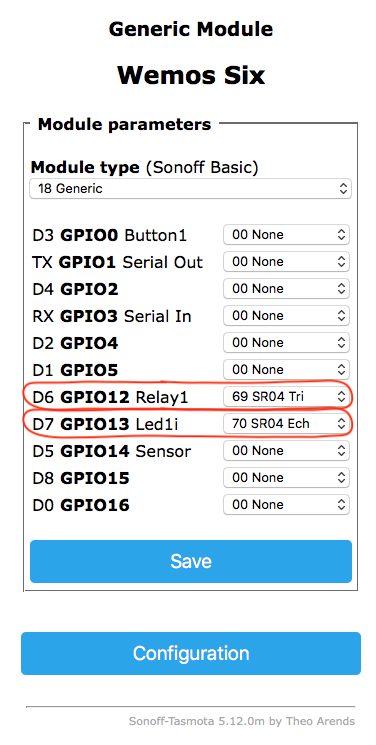 Generic Module
Wemos Six
Module parameters
Module type (Sonoff Basic)
18 Generic
D3 GPIO0 Button1 00 None
TX GPIO1 Serial Out 00 None
D4 GPIO2 00 None
RX GPIO3 Serial In 00 None
D2 GPIO4 00 None
D1 GPIO5 00 None
D6 GPIO12 Relay1 69 SR04 Tri
D7 GPIO13 Led1i 70 SR04 Ech
D5 GPIO14 Sensor 00 None
D8 GPIO15 00 None
D0 GPIO16 00 None
Save
Configuration
Sonoff-Tasmota 5.12.0m by Theo Arends